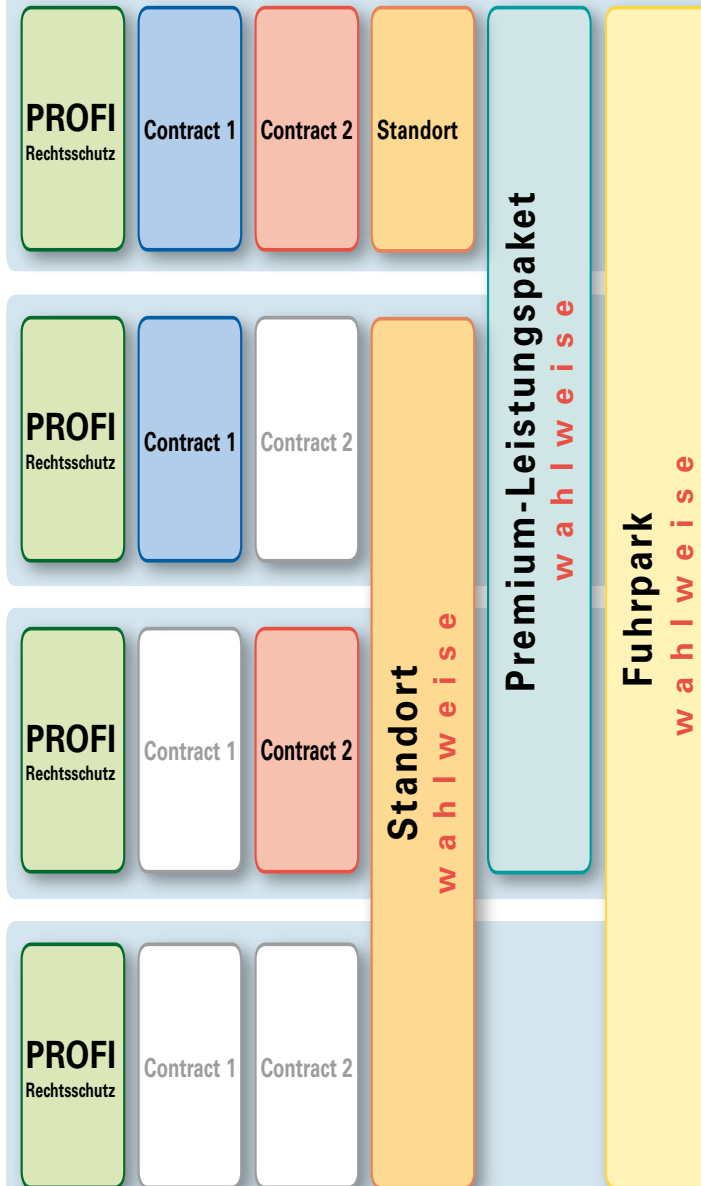 PROFI
Rechtsschutz
Contract 1
Contract 2
Standort
PROFI
Rechtsschutz
Contract 1
Contract 2
PROFI
Rechtsschutz
Contract 1
Contract 2
PROFI
Rechtsschutz
Contract 1
Contract 2
Standort
wahlweise
Premium-Leistungspaket
wahlweise
Fuhrpark
wahlweise